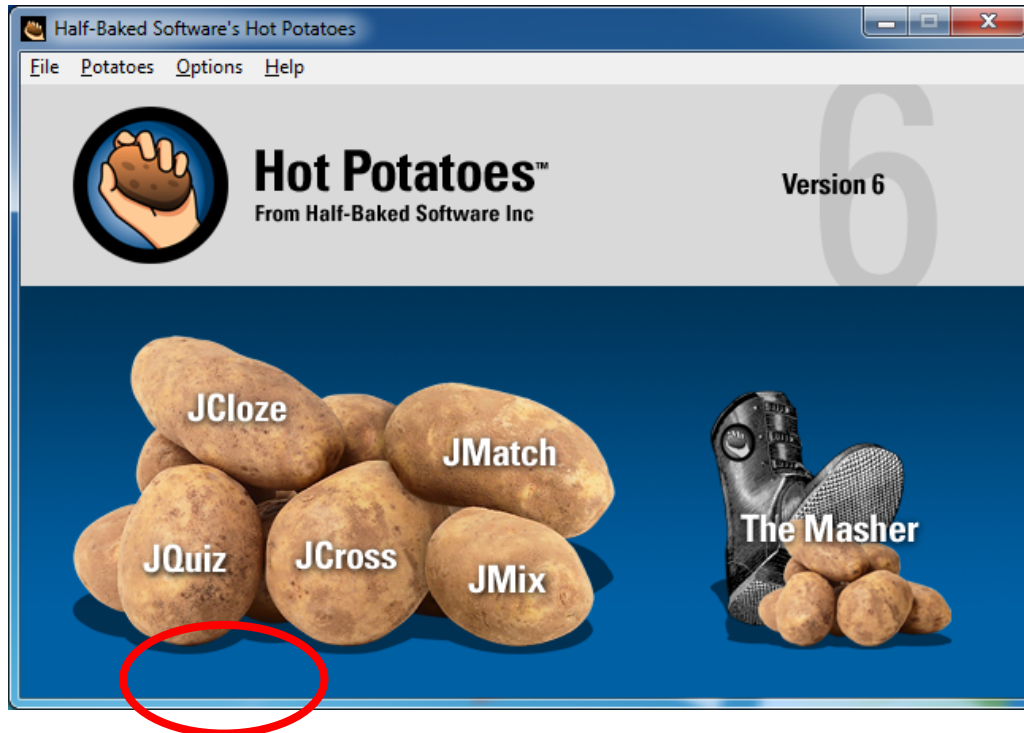 Half-Baked Software's Hot Potatoes
File Potatoes Options Help
Hot Potatoes™
From Half-Baked Software Inc
6
Version 6
JCloze
JMatch
JQuiz
JCross
JMix
The Masher